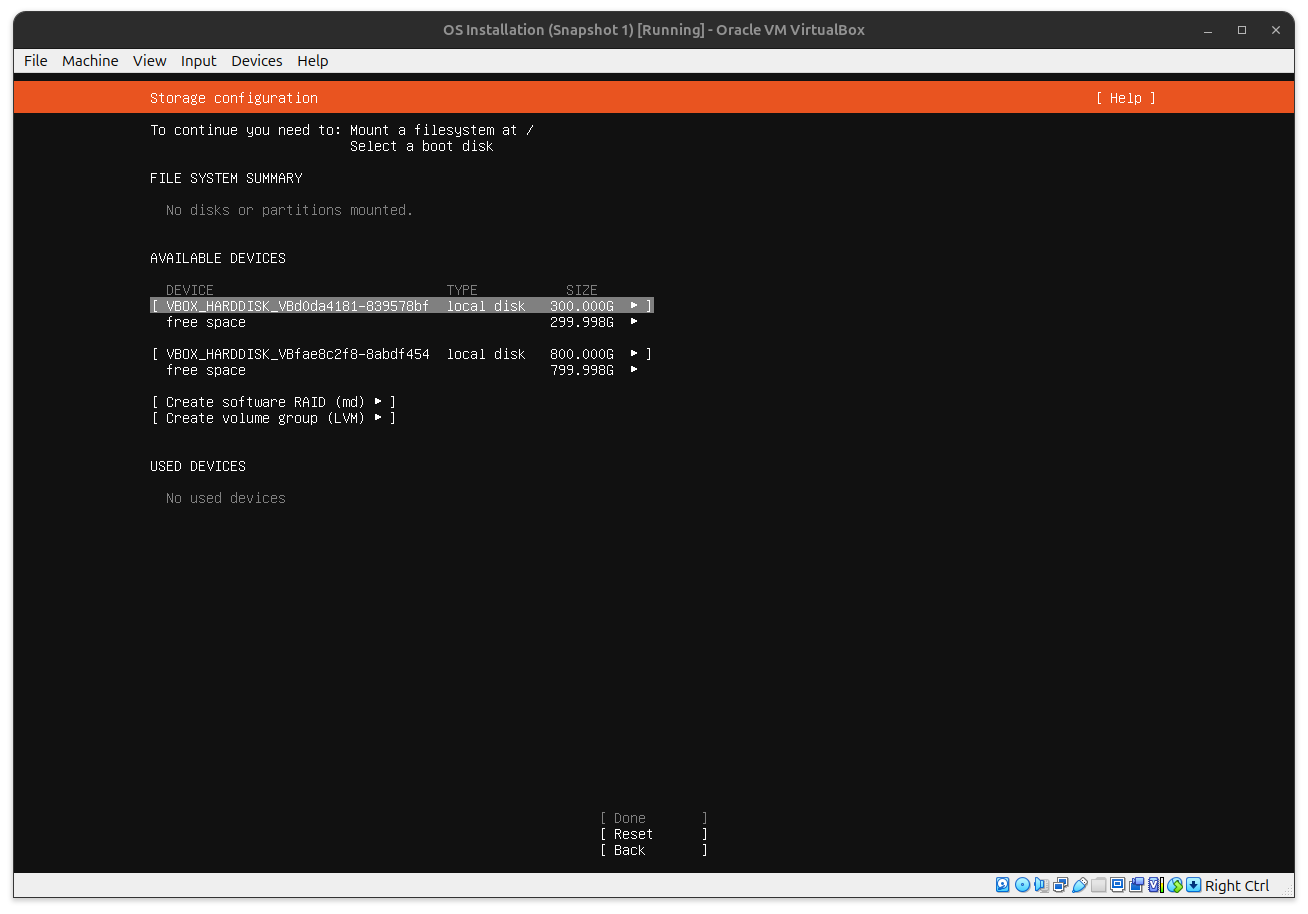 OS Installation (Snapshot 1) [Running] - Oracle VM VirtualBox
File Machine View Input Devices Help
Storage configuration [ Help ]
To continue you need to: Mount a filesystem at /
Select a boot disk
FILE SYSTEM SUMMARY
No disks or partitions mounted.
AVAILABLE DEVICES
DEVICE TYPE SIZE
[ VBOX_HARDDISK_VBd0da4181-839578bf local disk 300.000G ▸ ]
free space 299.998G ▸
[ VBOX_HARDDISK_VBfae8c2f8-8abdf454 local disk 800.000G ▸ ]
free space 799.998G ▸
[ Create software RAID (md) ▸ ]
[ Create volume group (LVM) ▸ ]
USED DEVICES
No used devices
[ Done ]
[ Reset ]
[ Back ]
Right Ctrl